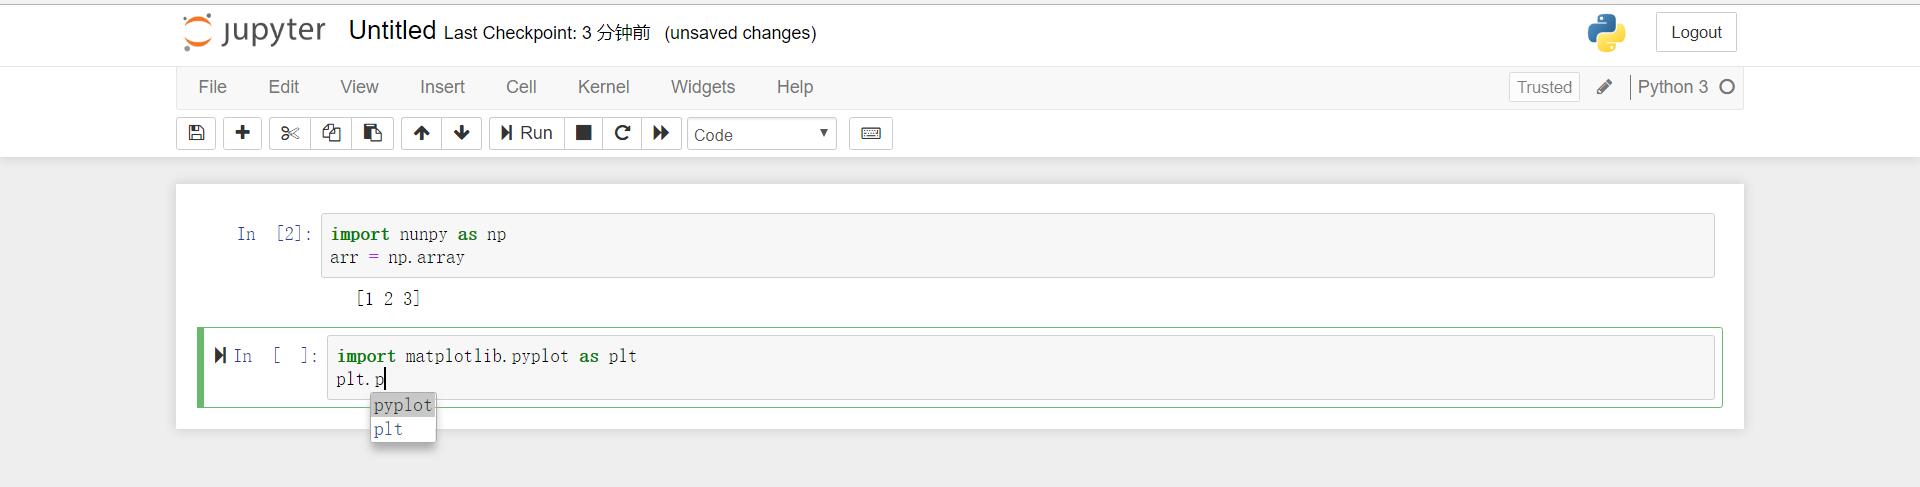 jupyter Untitled Last Checkpoint: 3 分钟前 (unsaved changes) Logout
File Edit View Insert Cell Kernel Widgets Help Trusted Python 3
Run Code
In [2]: import nunpy as np
arr = np.array
[1 2 3]
In [ ]: import matplotlib.pyplot as plt
plt.p
pyplot
plt